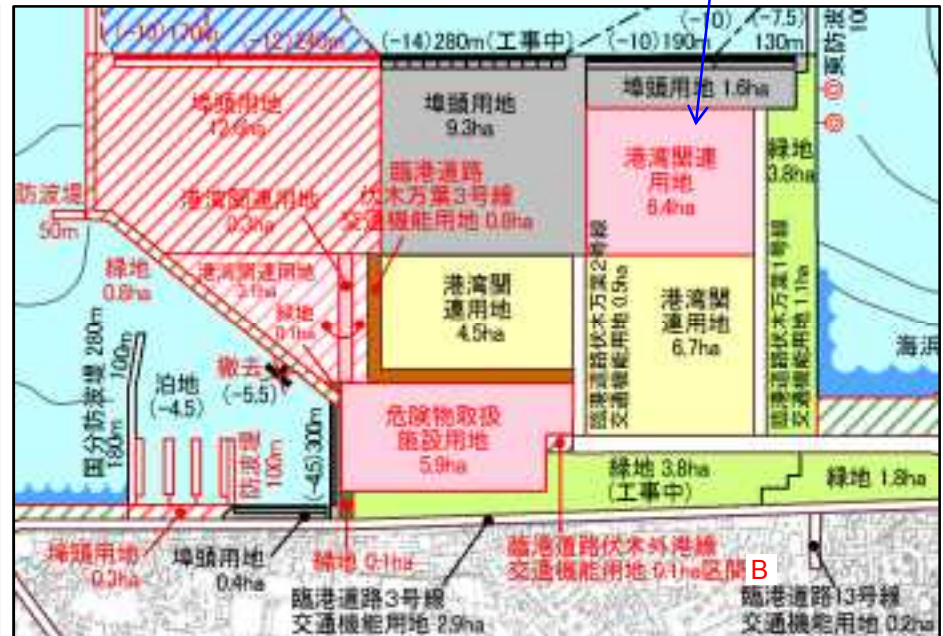 (-10)170m
(-12)240m
(-14)280m(工事中)
(-10)
(-10)190m
(-7.5)
130m
東防波堤
埠頭用地
埠頭用地
9.3ha
埠頭用地 1.6ha
港湾関連
用地
緑地
3.8ha
防波堤
50m
港湾関連用地
臨港道路
伏木万葉3号線
交通機能用地 0.8ha
緑地
0.8ha
港湾関連用地
緑地
0.1ha
港湾関
連用地
4.5ha
臨港道路伏木万葉2号線
交通機能用地 0.5ha
港湾関
連用地
6.7ha
臨港道路伏木万葉1号線
交通機能用地 1.1ha
海浜
国分防波堤 280m
180m
100m
泊地
(-4.5)
撤去
(-5.5)
防波堤
100m
(-4.5)300m
危険物取扱
施設用地
5.9ha
緑地 3.8ha
(工事中)
緑地 1.8ha
埠頭用地
0.3ha
埠頭用地
0.4ha
緑地 0.1ha
臨港道路3号線
交通機能用地 2.9ha
臨港道路伏木外港線
交通機能用地 0.1ha区間 B
臨港道路13号線
交通機能用地 0.2ha